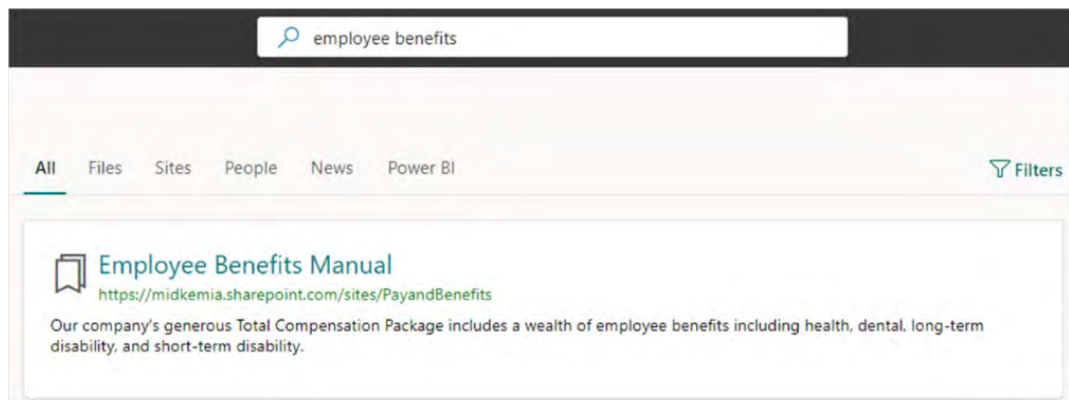 employee benefits
All Files Sites People News Power BI Filters
Employee Benefits Manual
https://midkemia.sharepoint.com/sites/PayandBenefits
Our company's generous Total Compensation Package includes a wealth of employee benefits including health, dental, long-term
disability, and short-term disability.